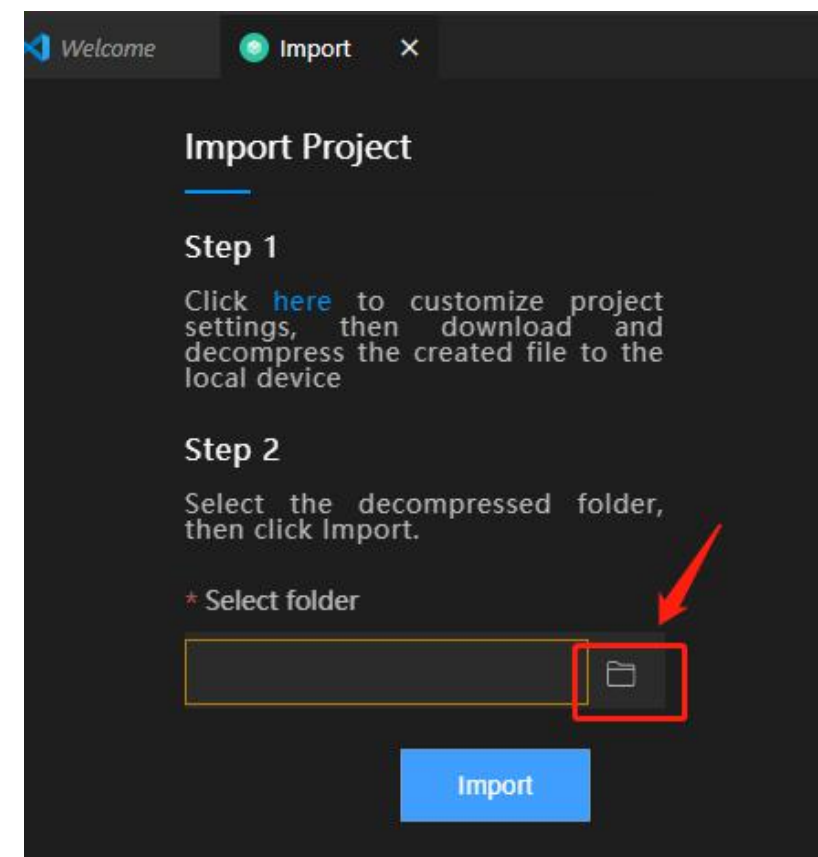 Welcome
Import
Import Project
Step 1
Click here to customize project
settings, then download and
decompress the created file to the
local device
Step 2
Select the decompressed folder,
then click Import.
* Select folder
Import